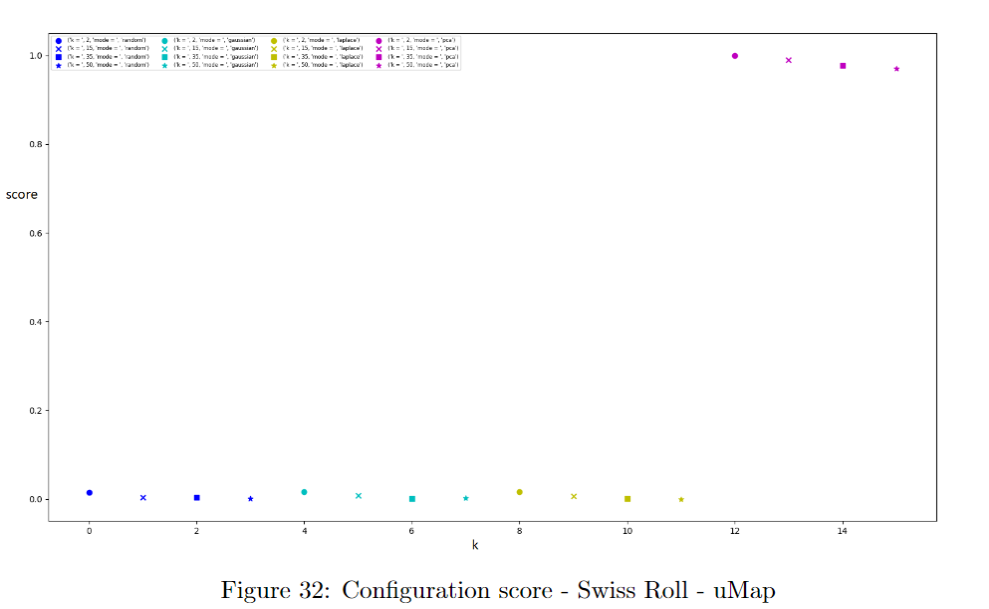 ('k = ', 2, 'mode = ', 'random') ('k = ', 2, 'mode = ', 'gaussian') ('k = ', 2, 'mode = ', 'laplace') ('k = ', 2, 'mode = ', 'pca')
('k = ', 15, 'mode = ', 'random') ('k = ', 15, 'mode = ', 'gaussian') ('k = ', 15, 'mode = ', 'laplace') ('k = ', 15, 'mode = ', 'pca')
('k = ', 35, 'mode = ', 'random') ('k = ', 35, 'mode = ', 'gaussian') ('k = ', 35, 'mode = ', 'laplace') ('k = ', 35, 'mode = ', 'pca')
('k = ', 50, 'mode = ', 'random') ('k = ', 50, 'mode = ', 'gaussian') ('k = ', 50, 'mode = ', 'laplace') ('k = ', 50, 'mode = ', 'pca')
1.0
0.8
score
0.6
0.4
0.2
0.0
0 2 4 6 8 10 12 14
k
Figure 32: Configuration score - Swiss Roll - uMap